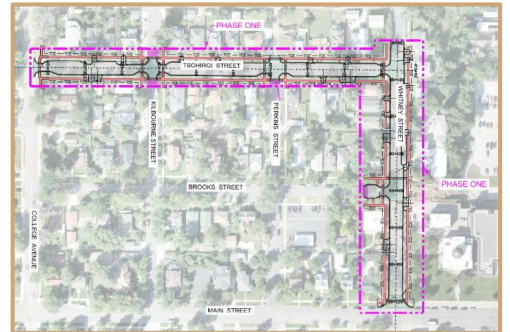 PHASE ONE
TSCHIRGI STREET
KILBOURNE STREET
PERKINS STREET
WHITNEY STREET
PHASE ONE
BROOKS STREET
COLLEGE AVENUE
MAIN STREET